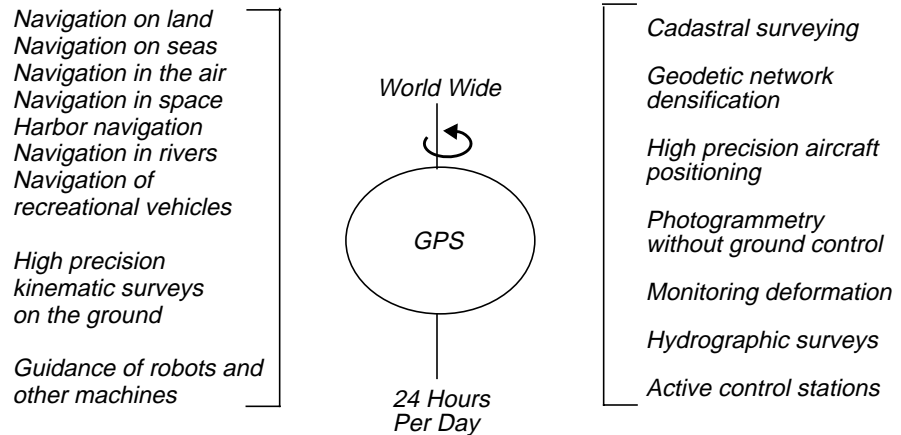 Navigation on land
Navigation on seas
Navigation in the air
Navigation in space
Harbor navigation
Navigation in rivers
Navigation of
recreational vehicles
High precision
kinematic surveys
on the ground
Guidance of robots and
other machines
World Wide
GPS
24 Hours
Per Day
Cadastral surveying
Geodetic network
densification
High precision aircraft
positioning
Photogrammetry
without ground control
Monitoring deformation
Hydrographic surveys
Active control stations